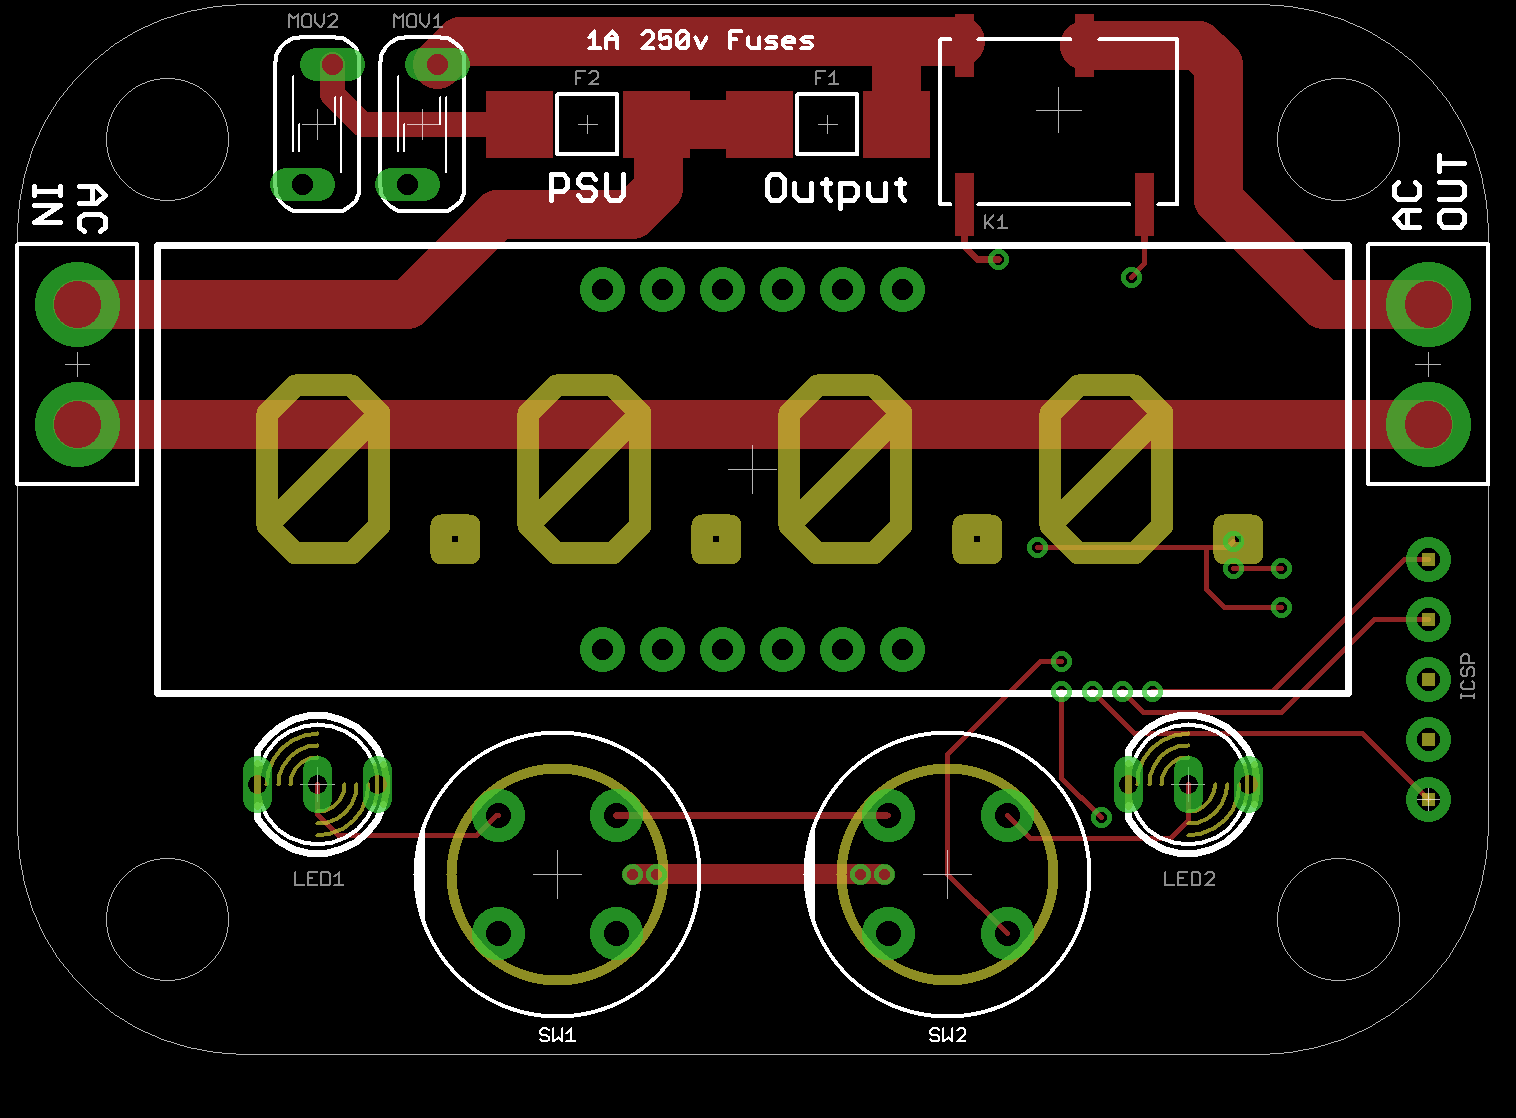 MOV2 MOV1
1A 250v Fuses
F2 F1
PSU Output
AC IN
AC OUT
K1
0. 0. 0. 0.
ICSP
LED1 LED2
SW1 SW2